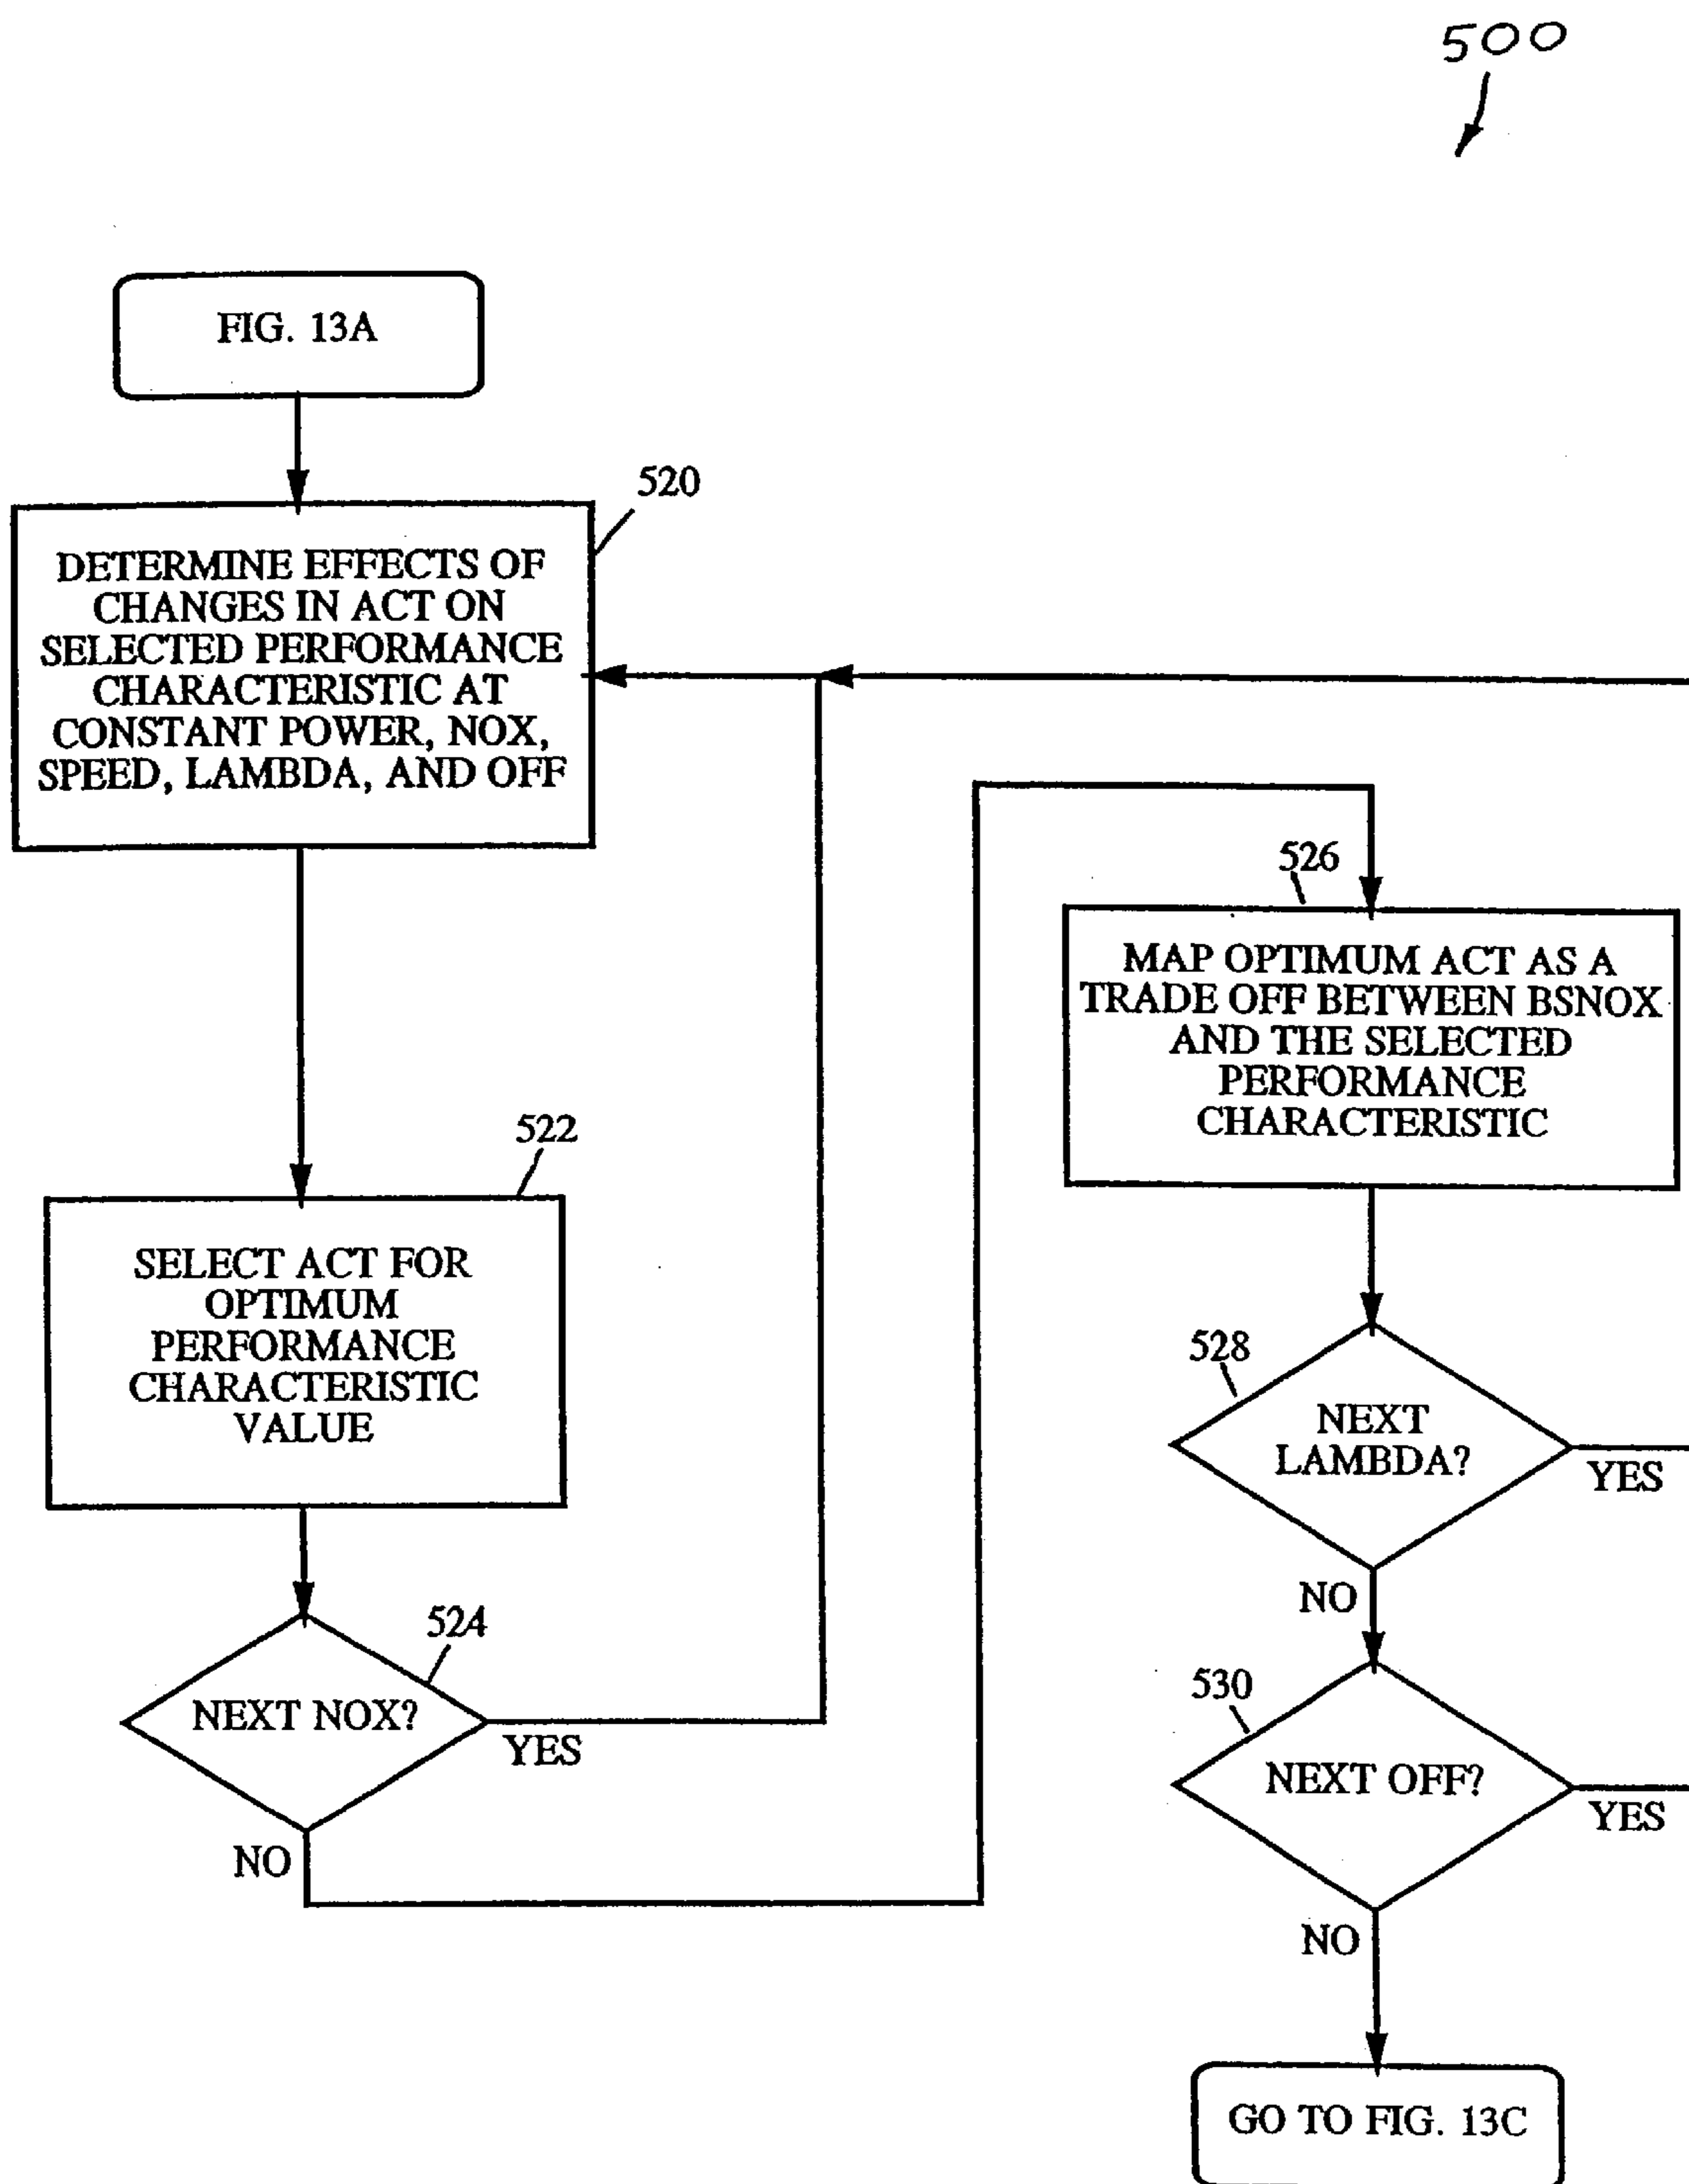 500
FIG. 13A
520
DETERMINE EFFECTS OF
CHANGES IN ACT ON
SELECTED PERFORMANCE
CHARACTERISTIC AT
CONSTANT POWER, NOX,
SPEED, LAMBDA, AND OFF
522
SELECT ACT FOR
OPTIMUM
PERFORMANCE
CHARACTERISTIC
VALUE
524
NEXT NOX?
YES
NO
526
MAP OPTIMUM ACT AS A
TRADE OFF BETWEEN BSNOX
AND THE SELECTED
PERFORMANCE
CHARACTERISTIC
528
NEXT
LAMBDA?
YES
NO
530
NEXT OFF?
YES
NO
GO TO FIG. 13C